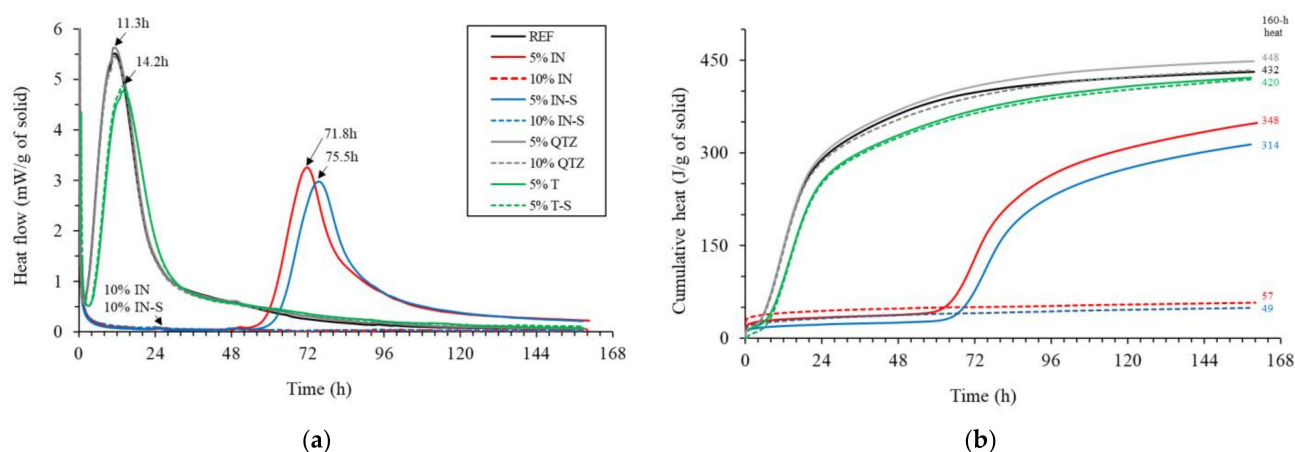 11.3h
14.2h
71.8h
75.5h
10% IN
10% IN-S
REF
5% IN
10% IN
5% IN-S
10% IN-S
5% QTZ
10% QTZ
5% T
5% T-S
6
5
4
3
2
1
0
Heat flow (mW/g of solid)
0 24 48 72 96 120 144 168
Time (h)
(a)
160-h
heat
448
432
420
348
314
57
49
450
300
150
0
Cumulative heat (J/g of solid)
0 24 48 72 96 120 144 168
Time (h)
(b)